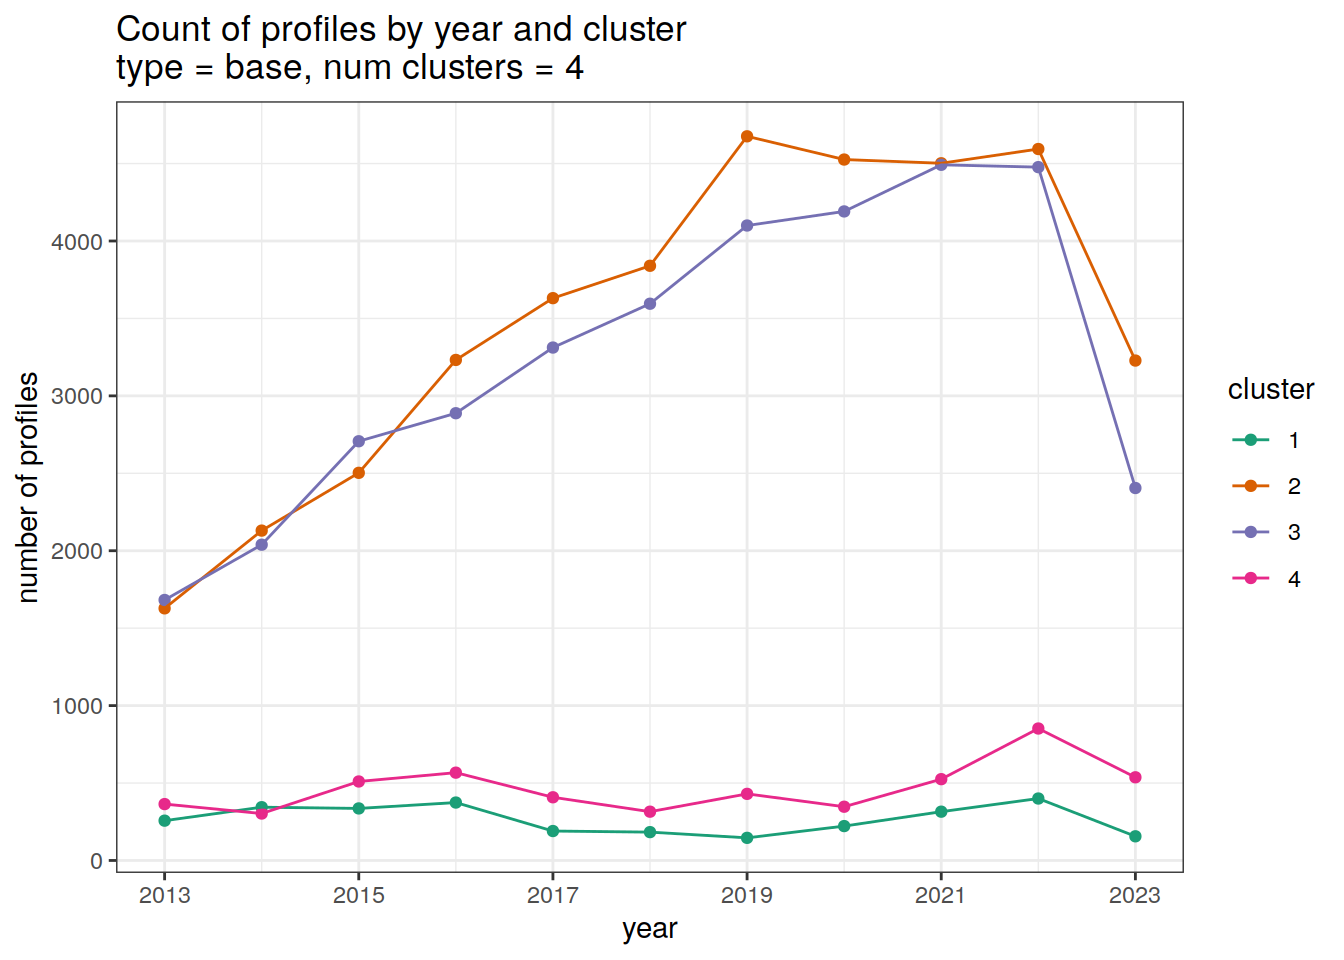 Count of profiles by year and cluster
type = base, num clusters = 4
number of profiles
4000
3000
2000
1000
0
2013 2015 2017 2019 2021 2023
year
cluster
1
2
3
4